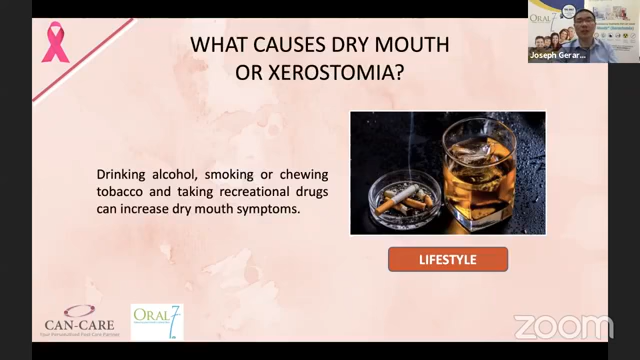 WHAT CAUSES DRY MOUTH
OR XEROSTOMIA?
Drinking alcohol, smoking or chewing
tobacco and taking recreational drugs
can increase dry mouth symptoms.
LIFESTYLE
CAN-CARE
ORAL7
ORAL7
Joseph Gerar...
zoom